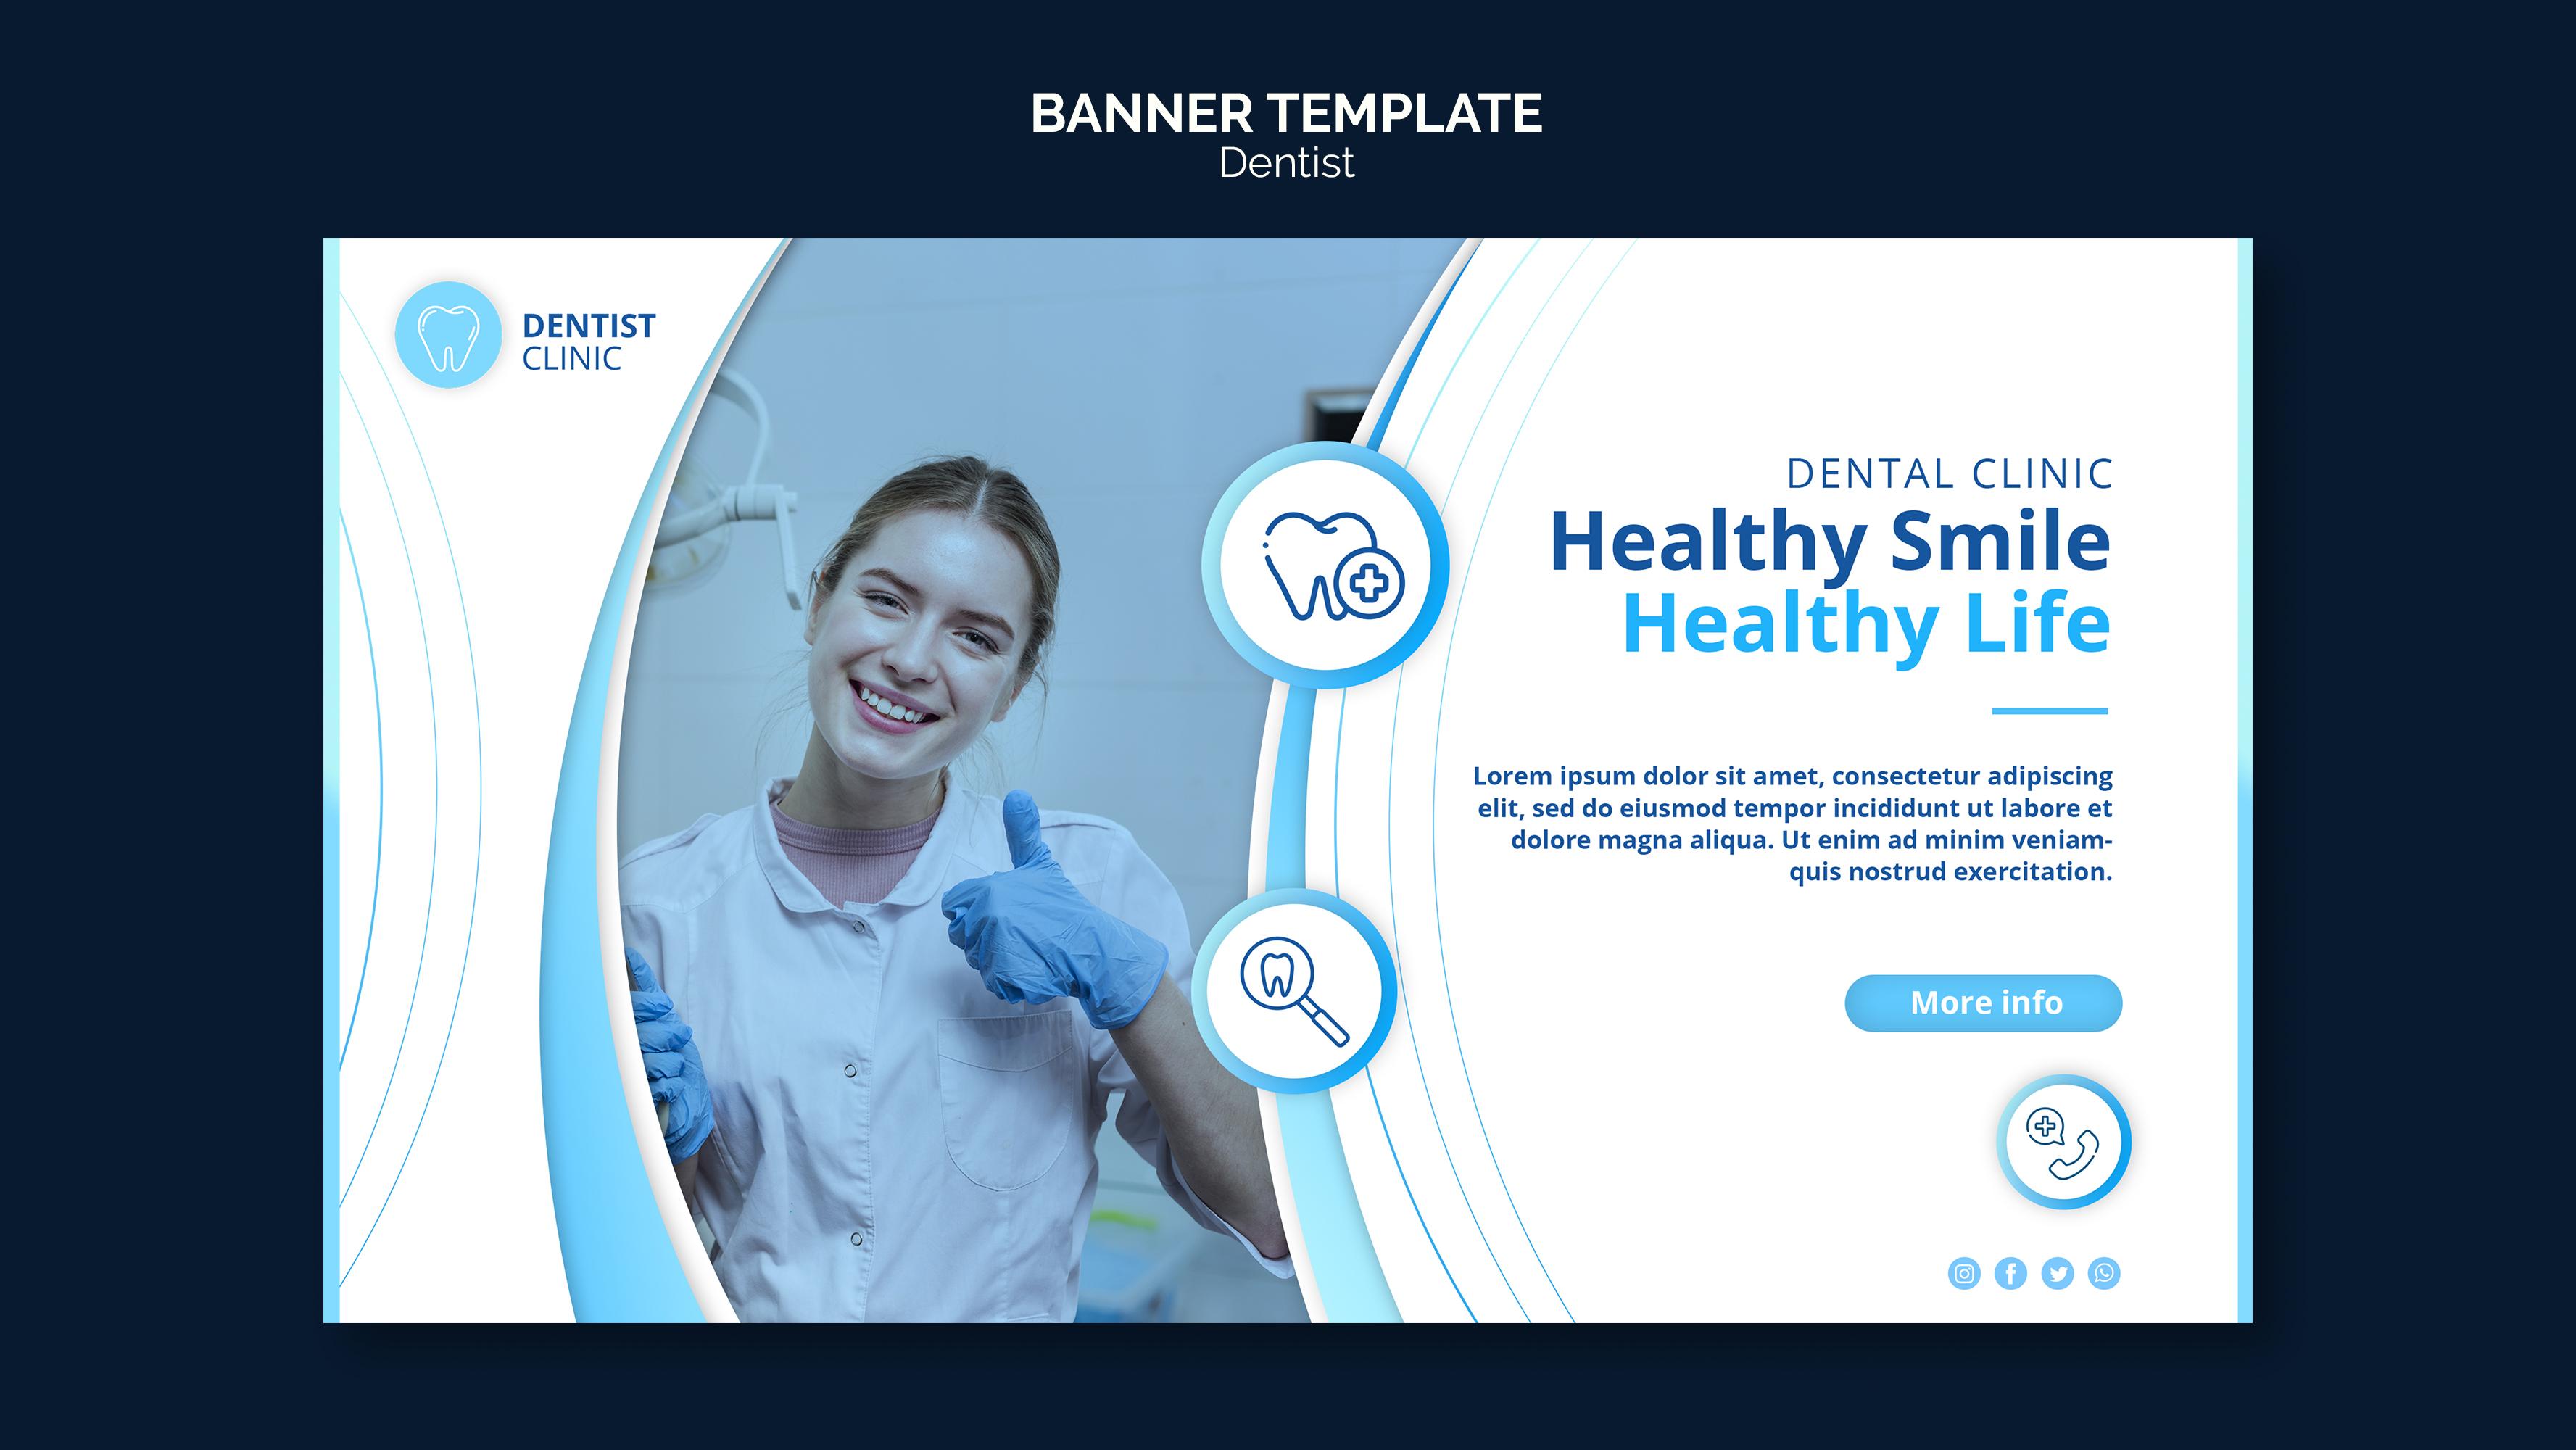 BANNER TEMPLATE
Dentist
DENTIST
CLINIC
DENTAL CLINIC
Healthy Smile
Healthy Life
Lorem ipsum dolor sit amet, consectetur adipiscing
elit, sed do eiusmod tempor incididunt ut labore et
dolore magna aliqua. Ut enim ad minim veniam-
quis nostrud exercitation.
More info